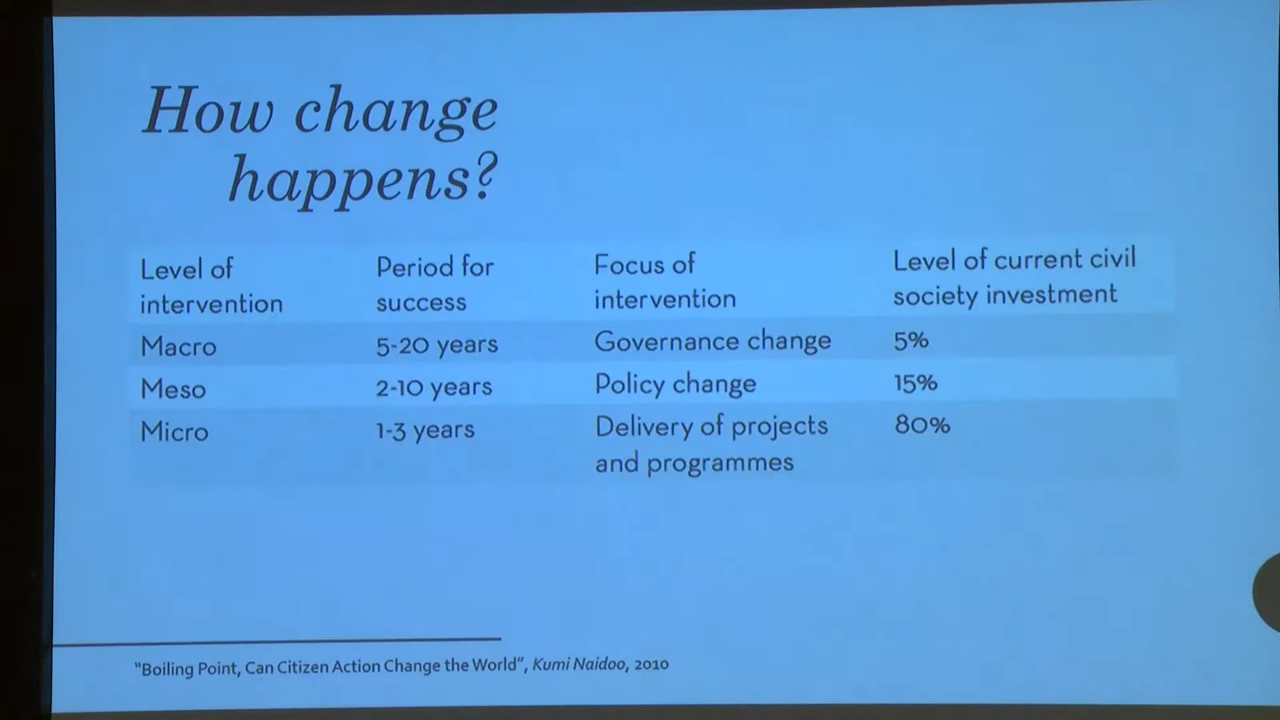 How change
happens?
Level of
intervention
Period for
success
Focus of
intervention
Level of current civil
society investment
Macro
5-20 years
Governance change
5%
Meso
2-10 years
Policy change
15%
Micro
1-3 years
Delivery of projects
and programmes
80%
"Boiling Point, Can Citizen Action Change the World", Kumi Naidoo, 2010